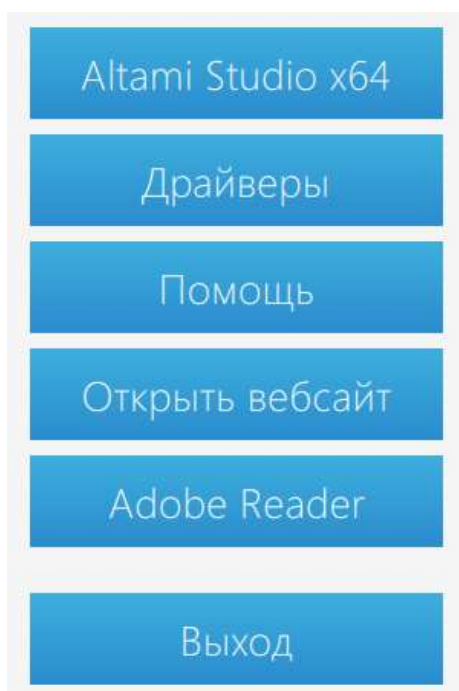 Altami Studio x64
Драйверы
Помощь
Открыть вебсайт
Adobe Reader
Выход